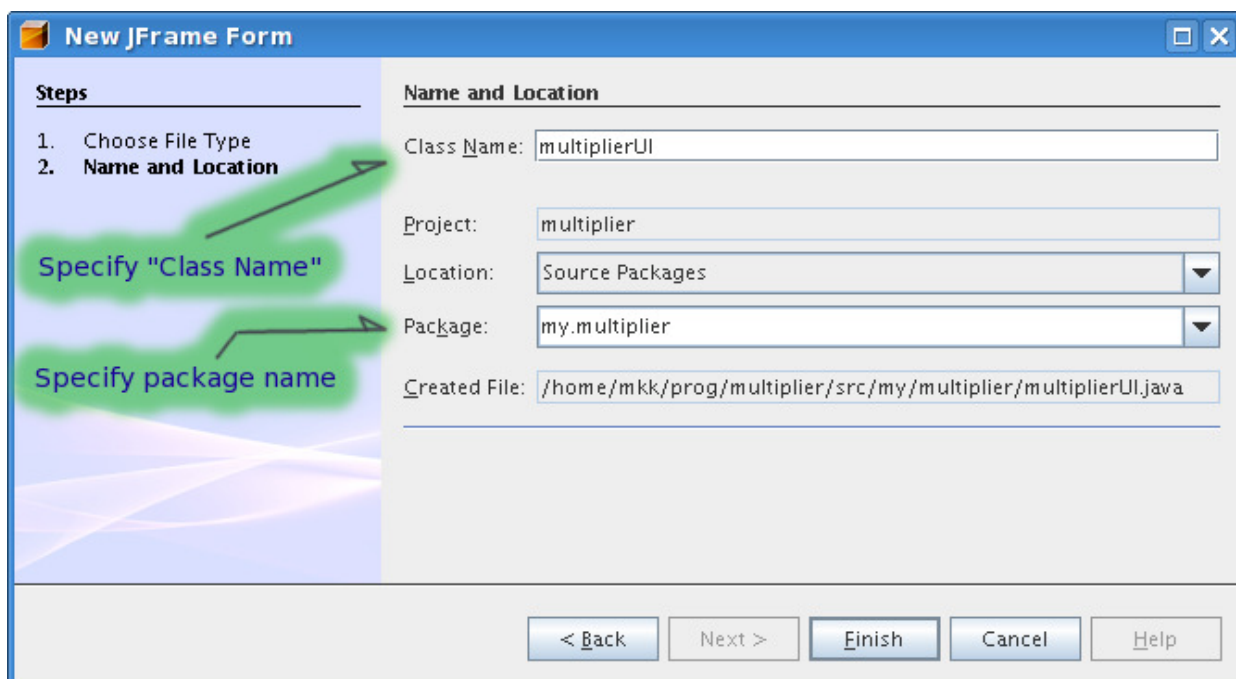 New JFrame Form
Steps
1. Choose File Type
2. Name and Location
Specify "Class Name"
Specify package name
Name and Location
Class Name: multiplierUI
Project: multiplier
Location: Source Packages
Package: my.multiplier
Created File: /home/mkk/prog/multiplier/src/my/multiplier/multiplierUI.java
< Back Next > Finish Cancel Help